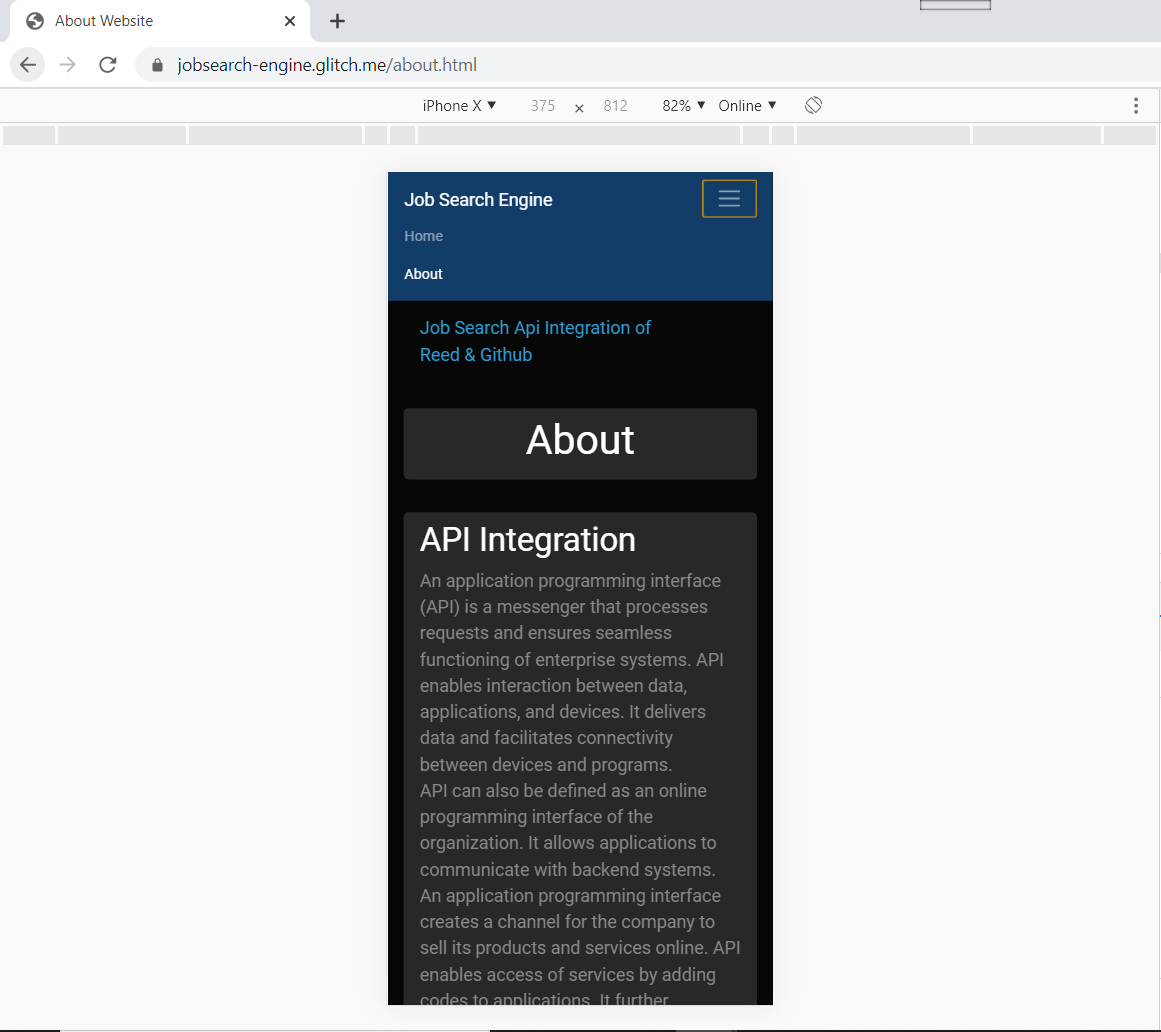 About Website
jobsearch-engine.glitch.me/about.html
iPhone X ▼ 375 × 812 82% ▼ Online ▼
Job Search Engine
Home
About
Job Search Api Integration of
Reed & Github
About
API Integration
An application programming interface
(API) is a messenger that processes
requests and ensures seamless
functioning of enterprise systems. API
enables interaction between data,
applications, and devices. It delivers
data and facilitates connectivity
between devices and programs.
API can also be defined as an online
programming interface of the
organization. It allows applications to
communicate with backend systems.
An application programming interface
creates a channel for the company to
sell its products and services online. API
enables access of services by adding
codes to applications. It further